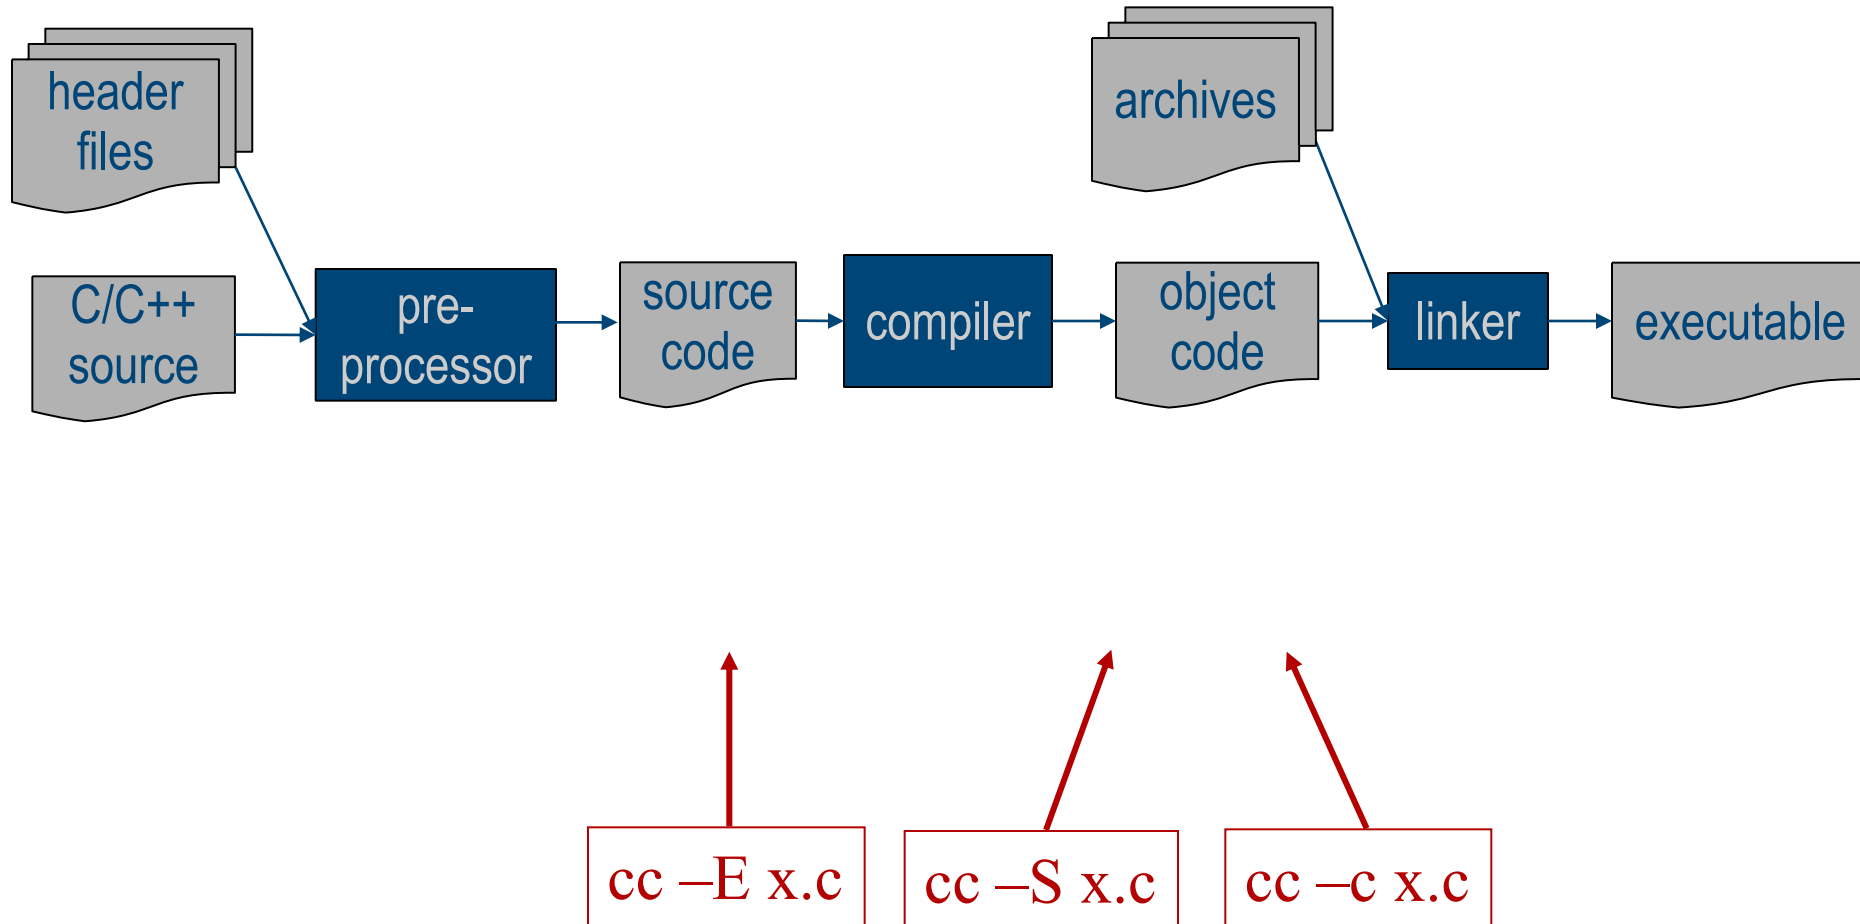 header
files
archives
C/C++
source
pre-
processor
source
code
compiler
object
code
linker
executable
cc –E x.c
cc –S x.c
cc –c x.c